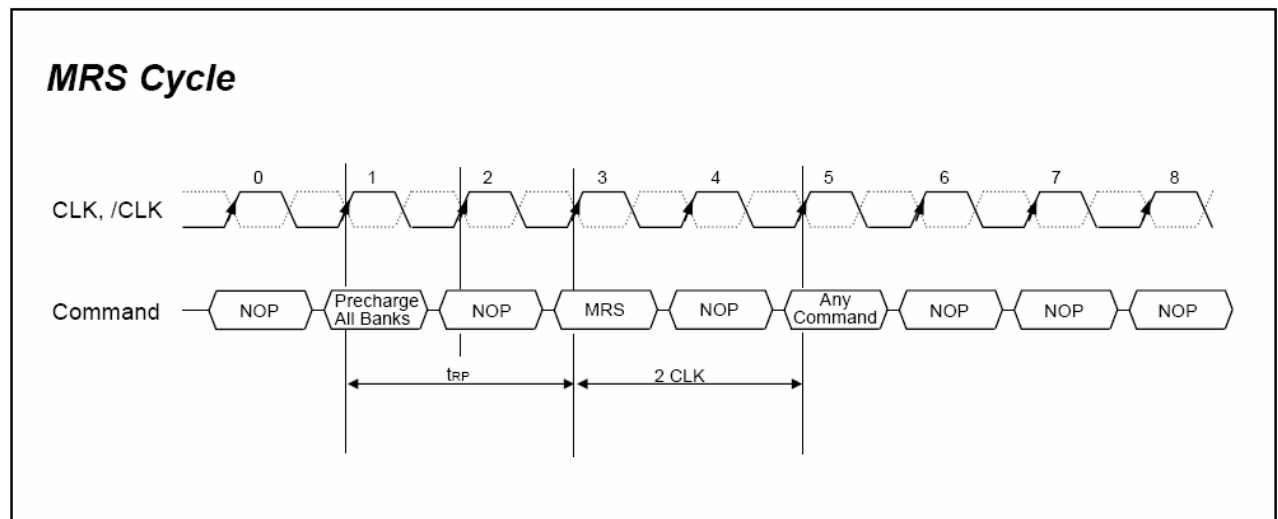 MRS Cycle
0 1 2 3 4 5 6 7 8
CLK, /CLK
Command
NOP
Precharge
All Banks
NOP
MRS
NOP
Any
Command
NOP
NOP
NOP
tRP
2 CLK